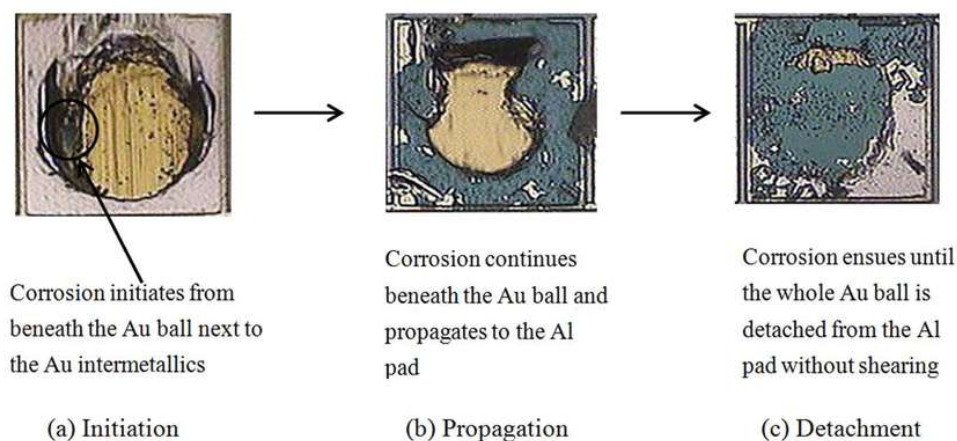 Corrosion initiates from
beneath the Au ball next to
the Au intermetallics
(a) Initiation
Corrosion continues
beneath the Au ball and
propagates to the Al
pad
(b) Propagation
Corrosion ensues until
the whole Au ball is
detached from the Al
pad without shearing
(c) Detachment